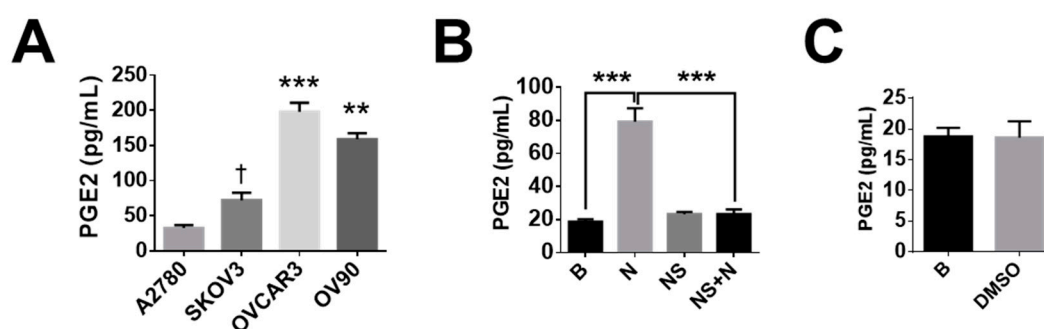 A
PGE2 (pg/mL)
250
200
150
100
50
0
†
***
**
A2780
SKOV3
OVCAR3
OV90
B
PGE2 (pg/mL)
100
80
60
40
20
0
***
***
B
N
NS
NS+N
C
PGE2 (pg/mL)
25
20
15
10
5
0
B
DMSO